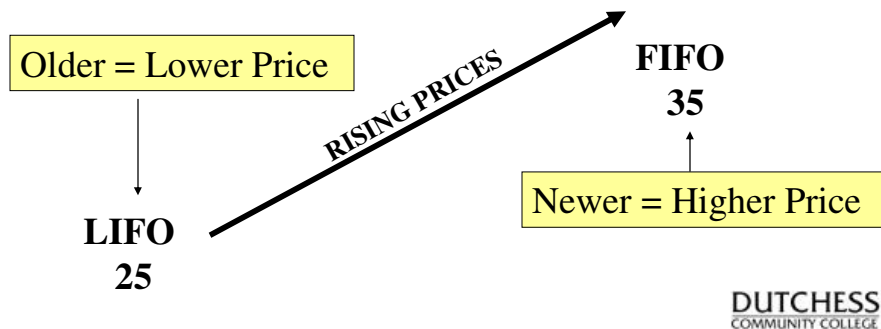 Older = Lower Price
RISING PRICES
FIFO
35
Newer = Higher Price
LIFO
25
DUTCHESS
COMMUNITY COLLEGE